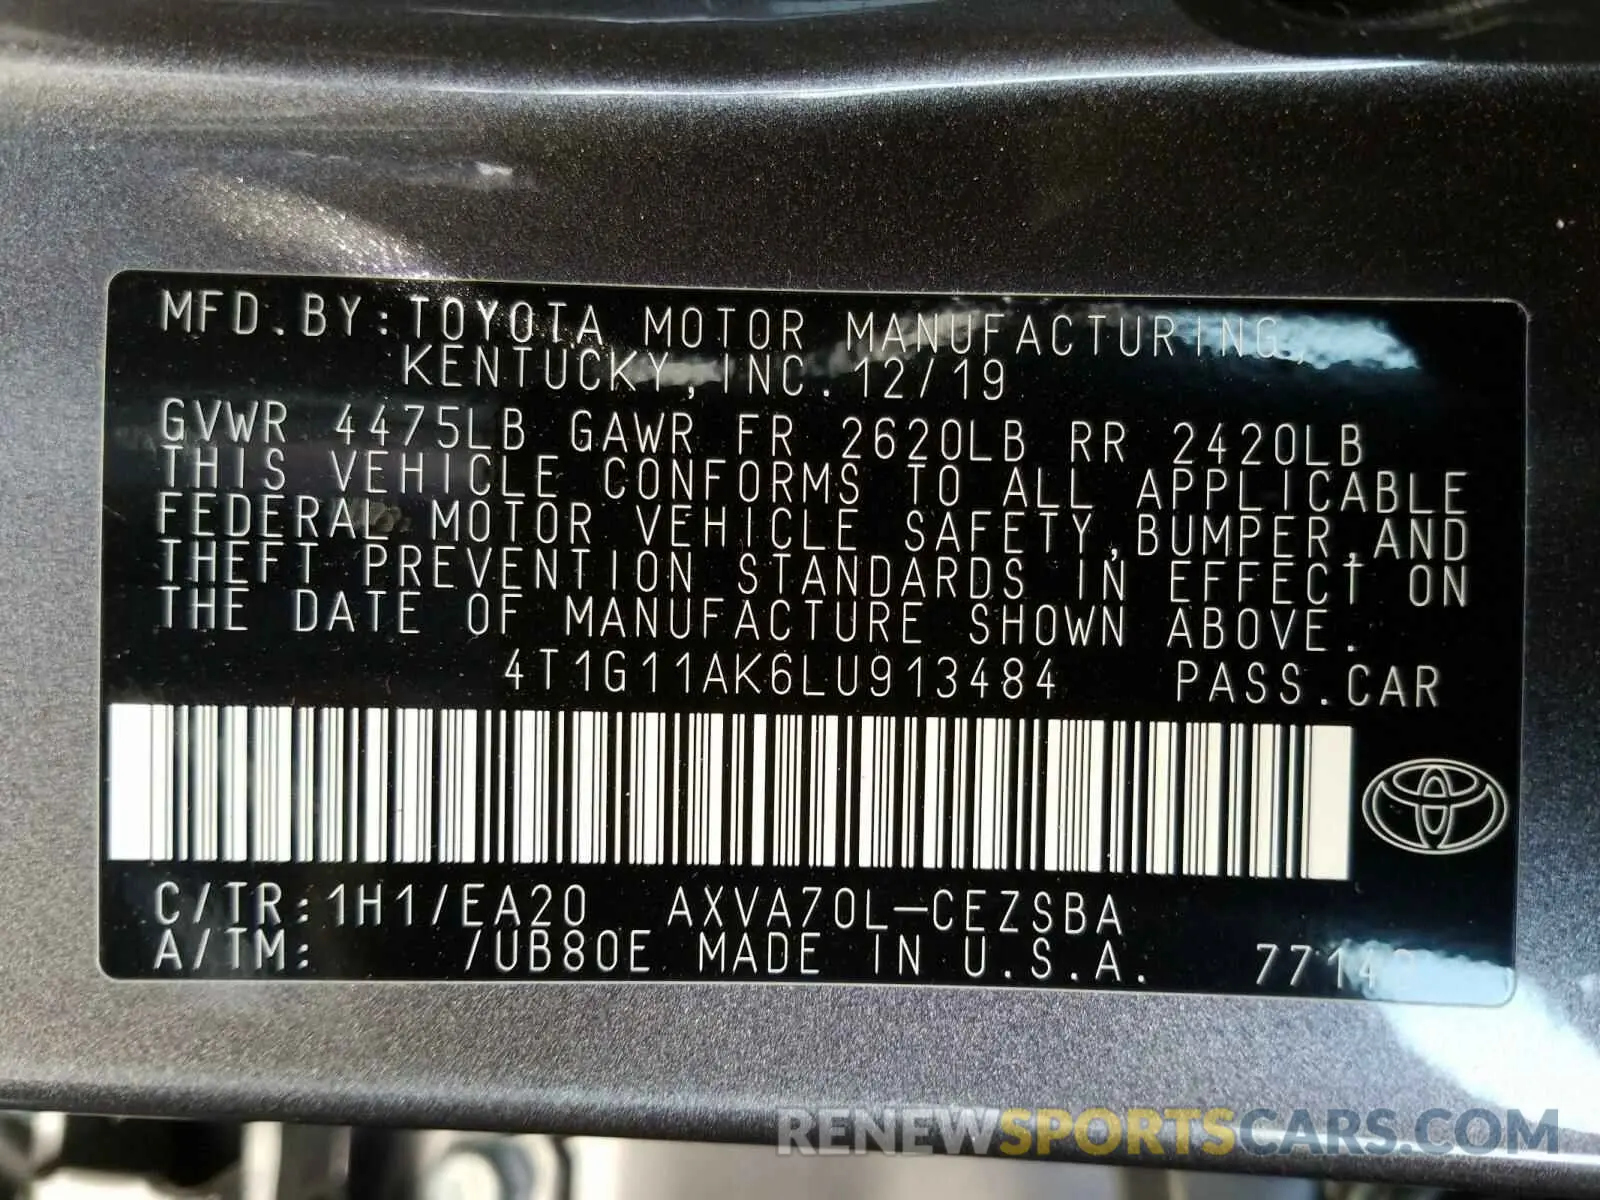 MFD.BY:TOYOTA MOTOR MANUFACTURING,
KENTUCKY,INC.12/19
GVWR 4475LB GAWR FR 2620LB RR 2420LB
THIS VEHICLE CONFORMS TO ALL APPLICABLE
FEDERAL MOTOR VEHICLE SAFETY,BUMPER,AND
THEFT PREVENTION STANDARDS IN EFFECT ON
THE DATE OF MANUFACTURE SHOWN ABOVE.
4T1G11AK6LU913484 PASS.CAR
C/TR:1H1/EA20 AXVA70L-CEZSBA
A/TM: /UB80E MADE IN U.S.A.
RENEWSPORTSCARS.COM